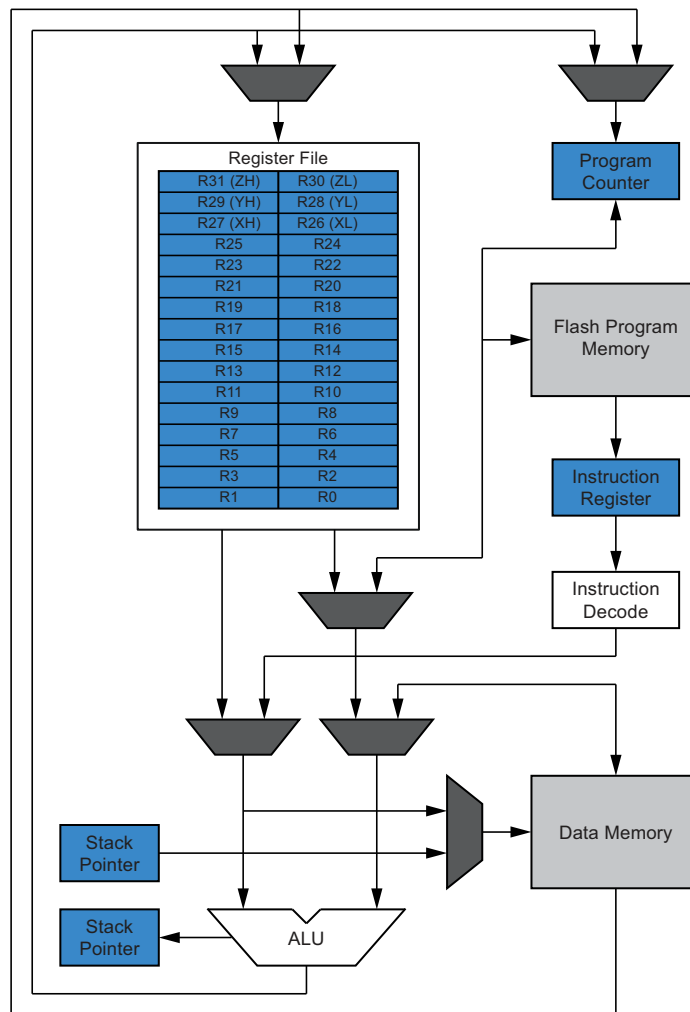 Register File
R31 (ZH) R30 (ZL)
R29 (YH) R28 (YL)
R27 (XH) R26 (XL)
R25 R24
R23 R22
R21 R20
R19 R18
R17 R16
R15 R14
R13 R12
R11 R10
R9 R8
R7 R6
R5 R4
R3 R2
R1 R0
Program
Counter
Flash Program
Memory
Instruction
Register
Instruction
Decode
Stack
Pointer
Data Memory
Stack
Pointer
ALU